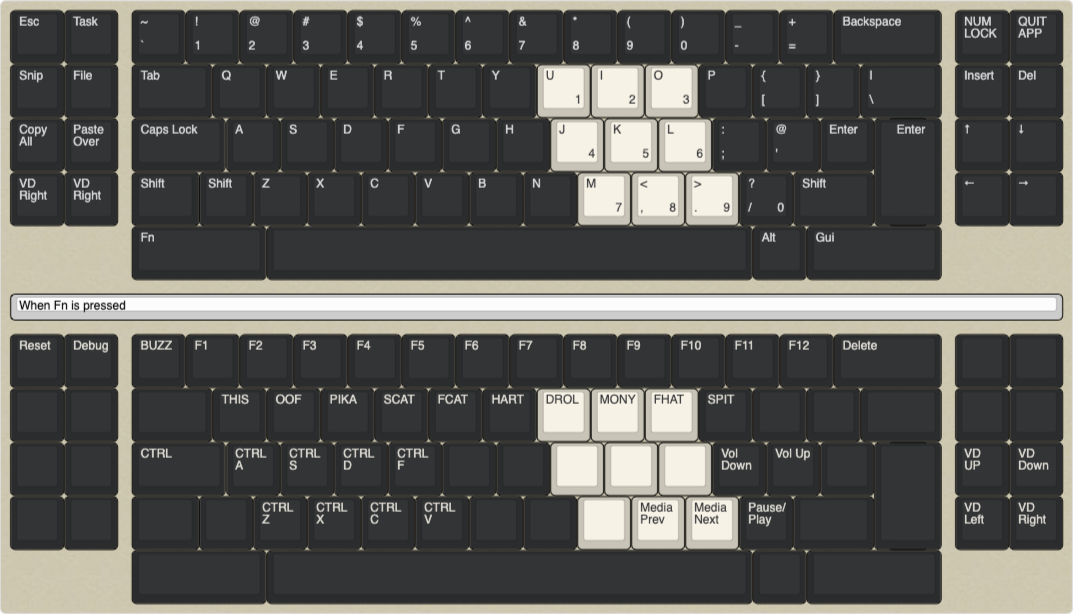 Esc Task ~ ! @ # $ % ^ & * ( ) _ + Backspace NUM LOCK QUIT APP
` 1 2 3 4 5 6 7 8 9 0 - =
Snip File Tab Q W E R T Y U I O P { } | Insert Del
1 2 3 [ ] \
Copy All Paste Over Caps Lock A S D F G H J K L : @ Enter Enter ↑ ↓
4 5 6 ; '
VD Right VD Right Shift Shift Z X C V B N M < > ? Shift ← →
7 , 8 . 9 / 0
Fn Alt Gui
When Fn is pressed
Reset Debug BUZZ F1 F2 F3 F4 F5 F6 F7 F8 F9 F10 F11 F12 Delete
THIS OOF PIKA SCAT FCAT HART DROL MONY FHAT SPIT
CTRL CTRL A CTRL S CTRL D CTRL F Vol Down Vol Up VD UP VD Down
CTRL Z CTRL X CTRL C CTRL V Media Prev Media Next Pause/ Play VD Left VD Right